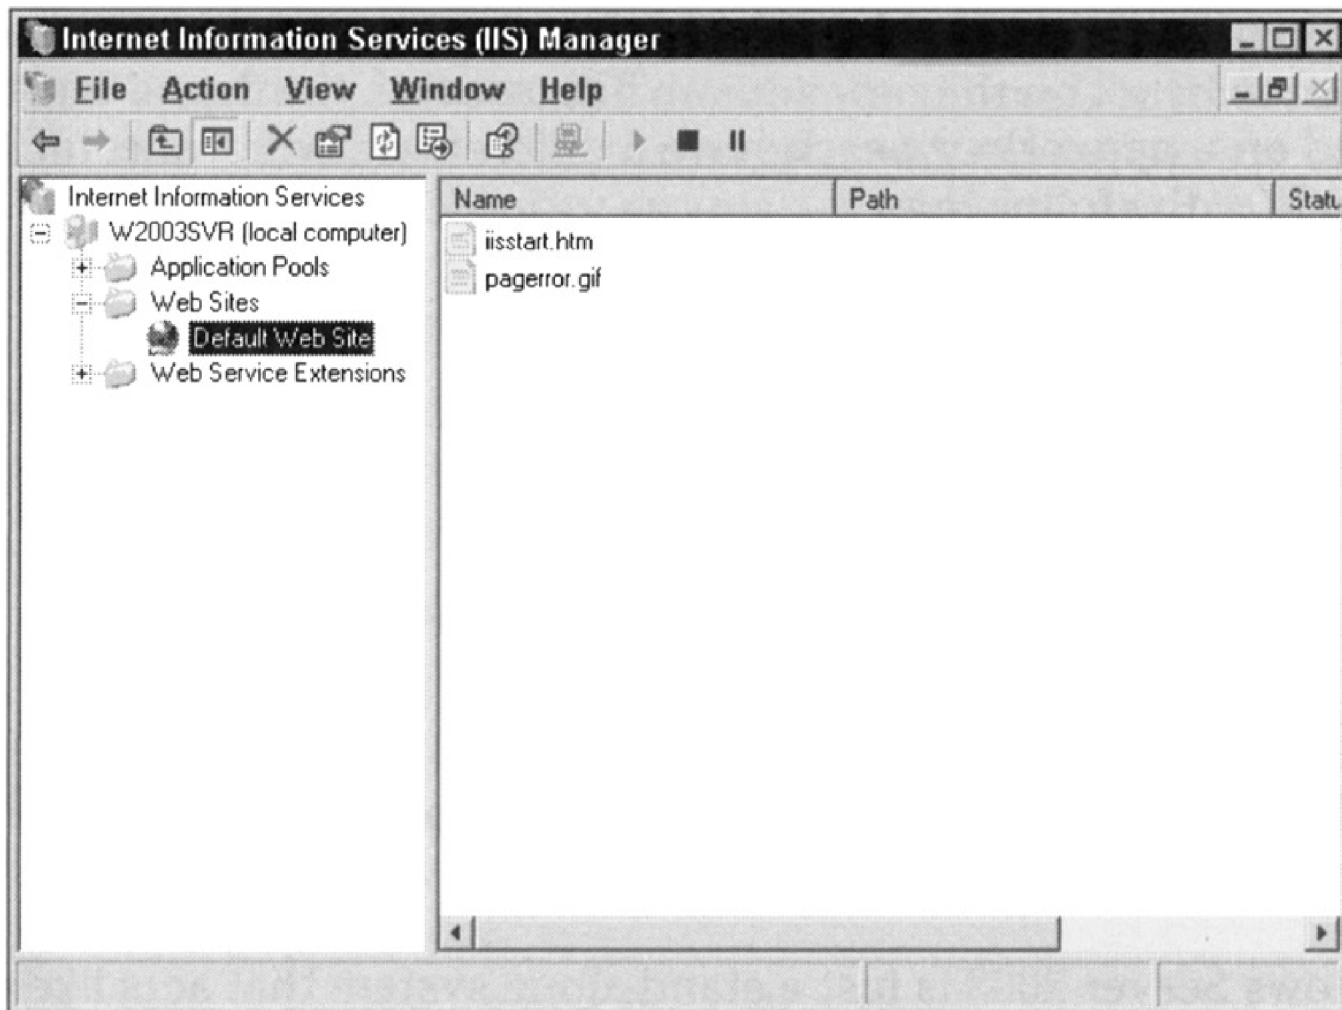 Internet Information Services (IIS) Manager
File Action View Window Help
Internet Information Services
W2003SVR (local computer)
Application Pools
Web Sites
Default Web Site
Web Service Extensions
Name Path Statu
iisstart.htm
pagerror.gif